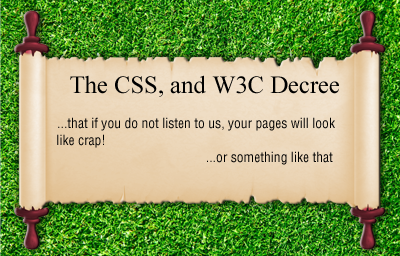 The CSS, and W3C Decree
...that if you do not listen to us, your pages will look
like crap!
...or something like that